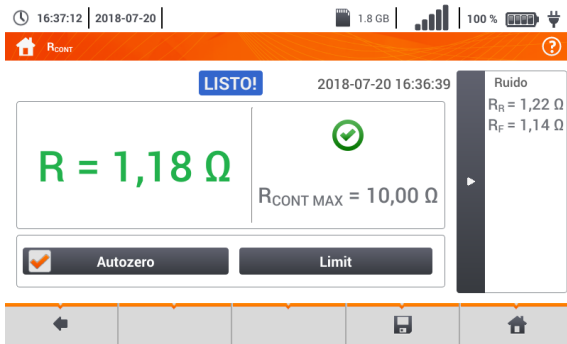 16:37:12 2018-07-20 1.8 GB 100 %
RCONT
LISTO! 2018-07-20 16:36:39
R = 1,18 Ω
RCONT MAX = 10,00 Ω
Ruido
RR = 1,22 Ω
RF = 1,14 Ω
Autozero Limit